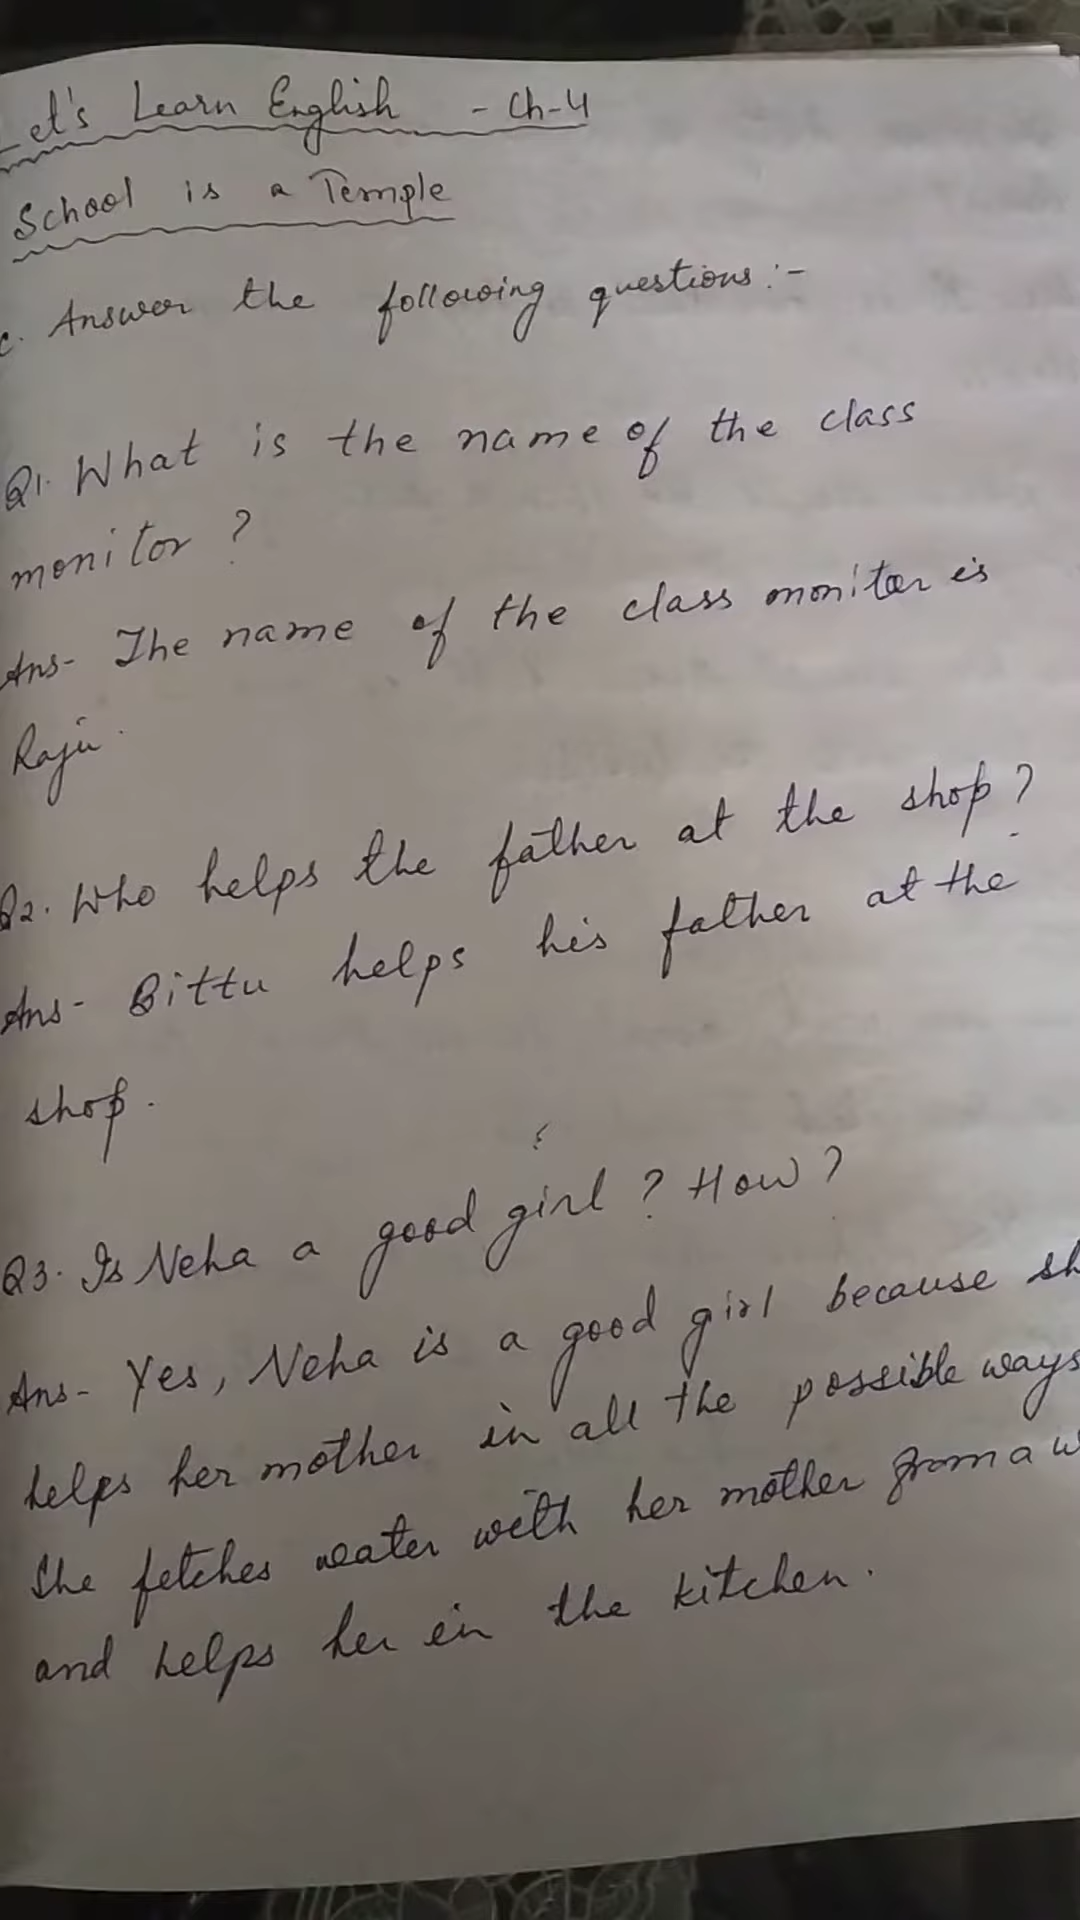 Let's Learn English - Ch-4
School is a Temple
C. Answer the following questions:-
Q1. What is the name of the class
monitor?
Ans- The name of the class monitor is
Raju.
Q2. Who helps the father at the shop?
Ans- Bittu helps his father at the
shop.
Q3. Is Neha a good girl? How?
Ans- Yes, Neha is a good girl because sh
helps her mother in all the possible ways
She fetches water with her mother from a w
and helps her in the kitchen.